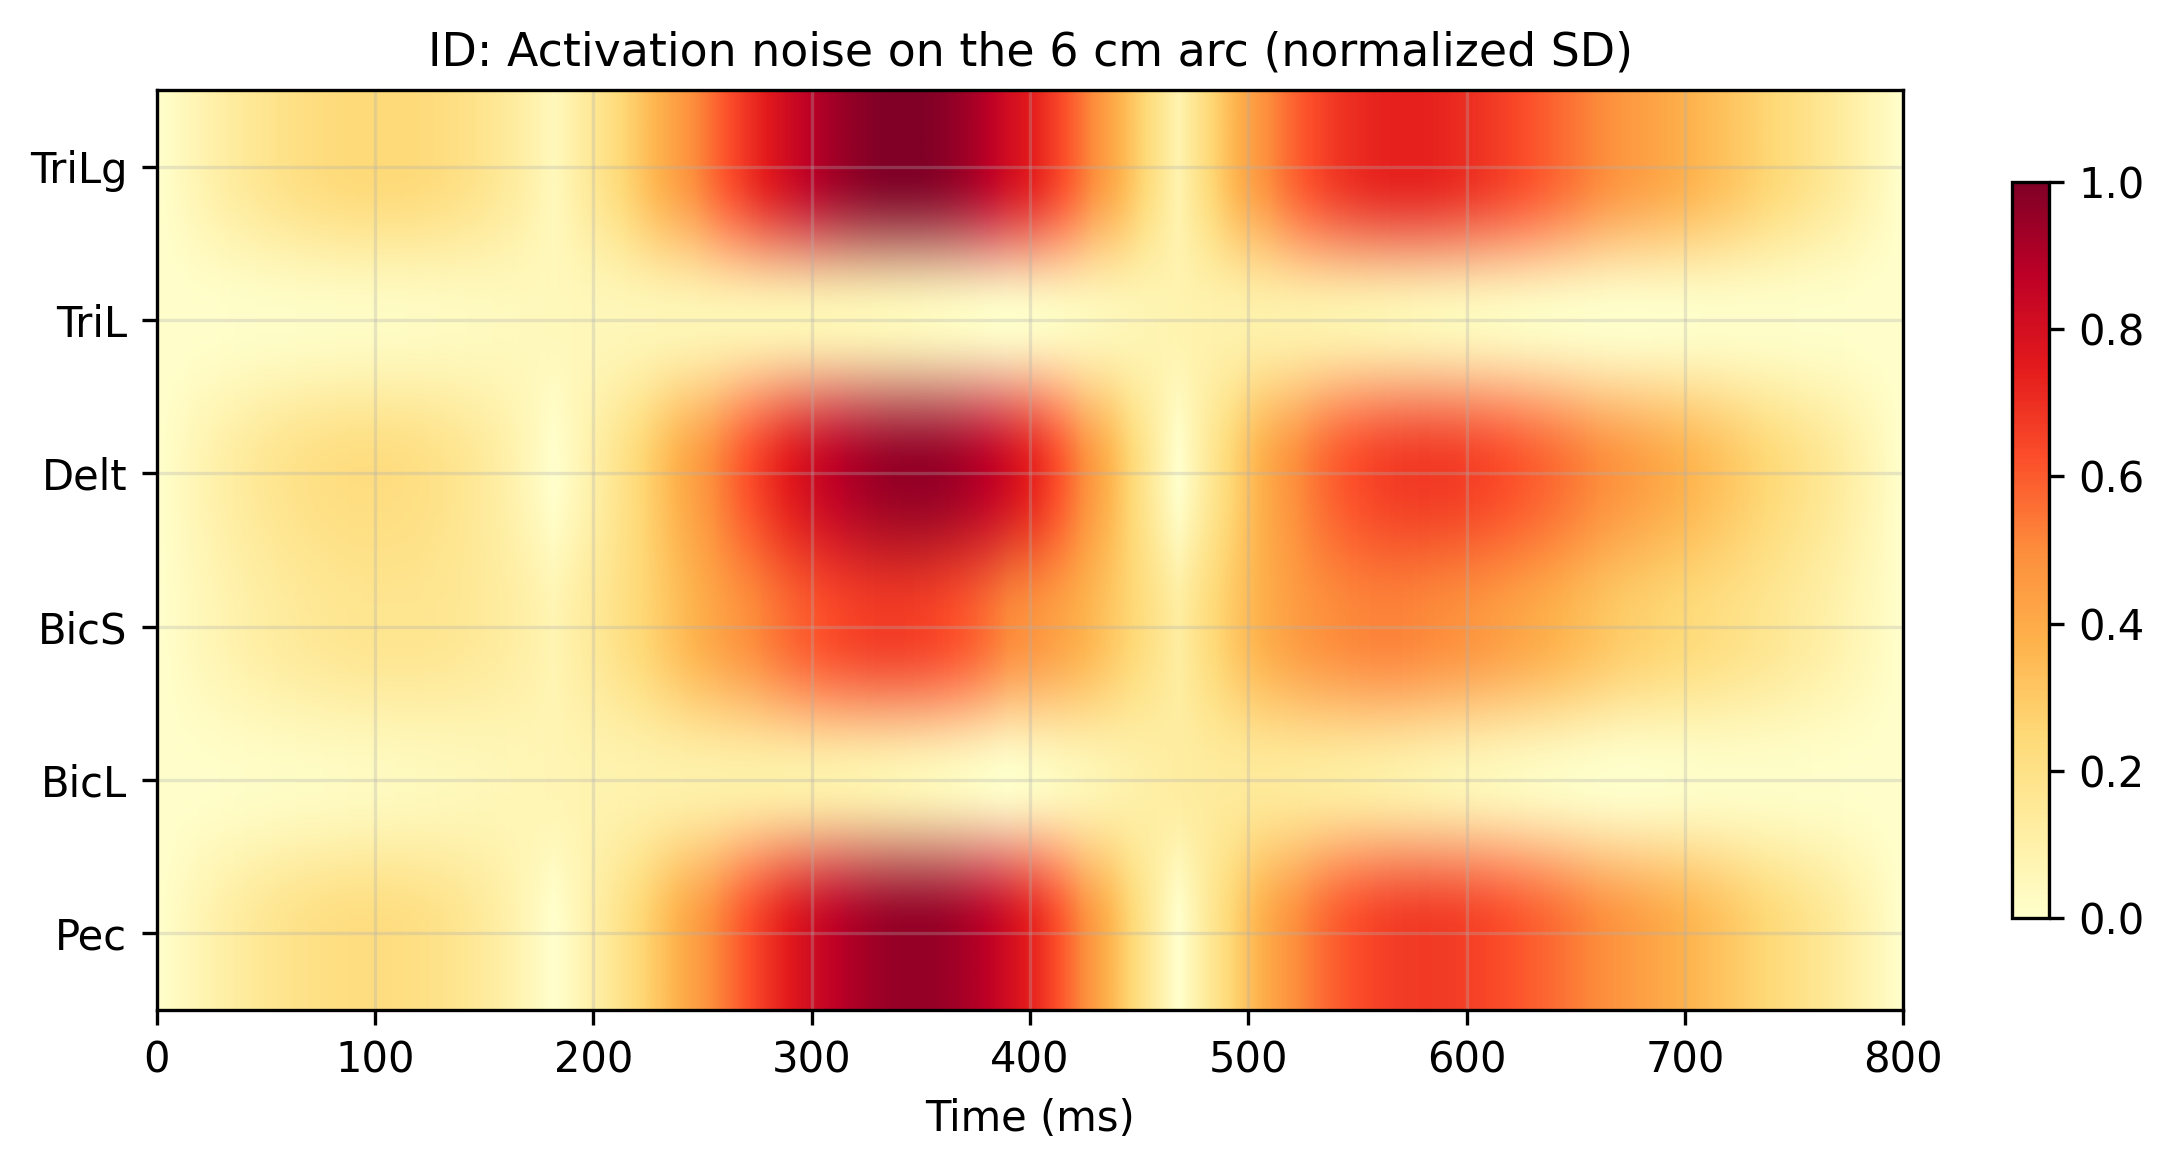 ID: Activation noise on the 6 cm arc (normalized SD)
TriLg
TriL
Delt
BicS
BicL
Pec
0 100 200 300 400 500 600 700 800
Time (ms)
1.0
0.8
0.6
0.4
0.2
0.0